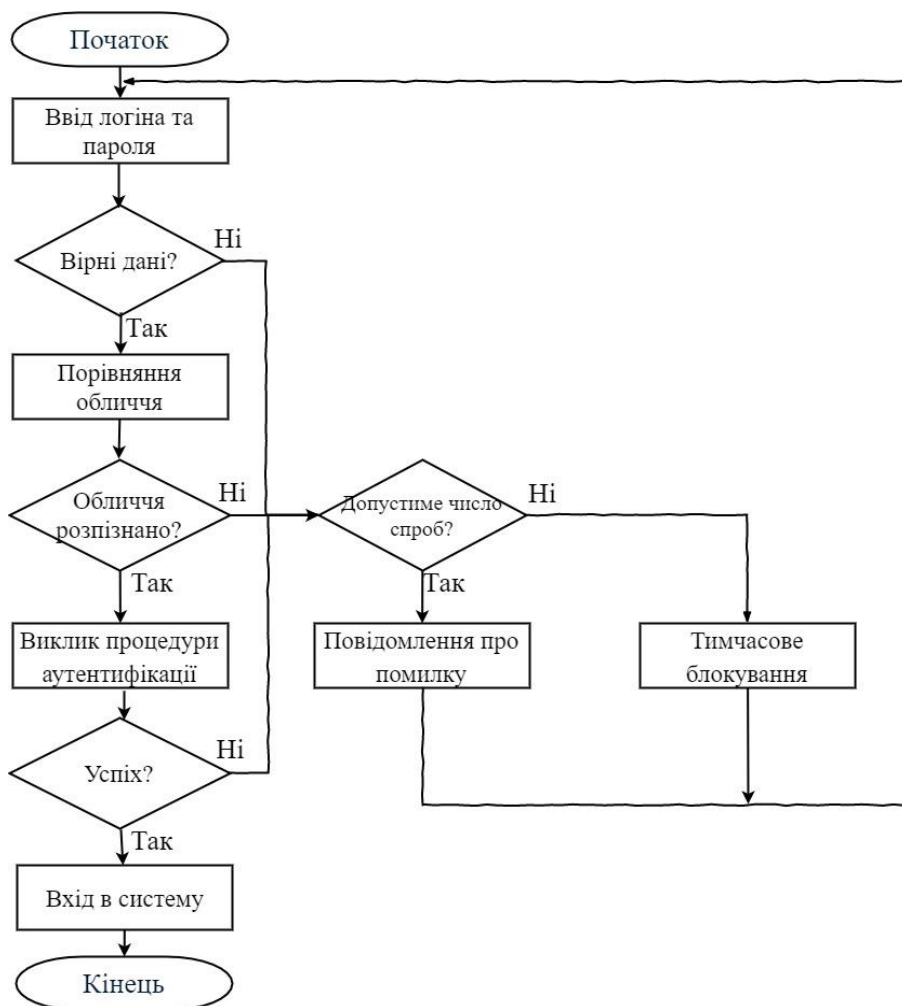 Початок
Ввід логіна та
пароля
Вірні дані?
Ні
Так
Порівняння
обличчя
Обличчя
розпізнано?
Ні
Так
Допустиме число
спроб?
Ні
Так
Виклик процедури
аутентифікації
Повідомлення про
помилку
Тимчасове
блокування
Успіх?
Ні
Так
Вхід в систему
Кінець